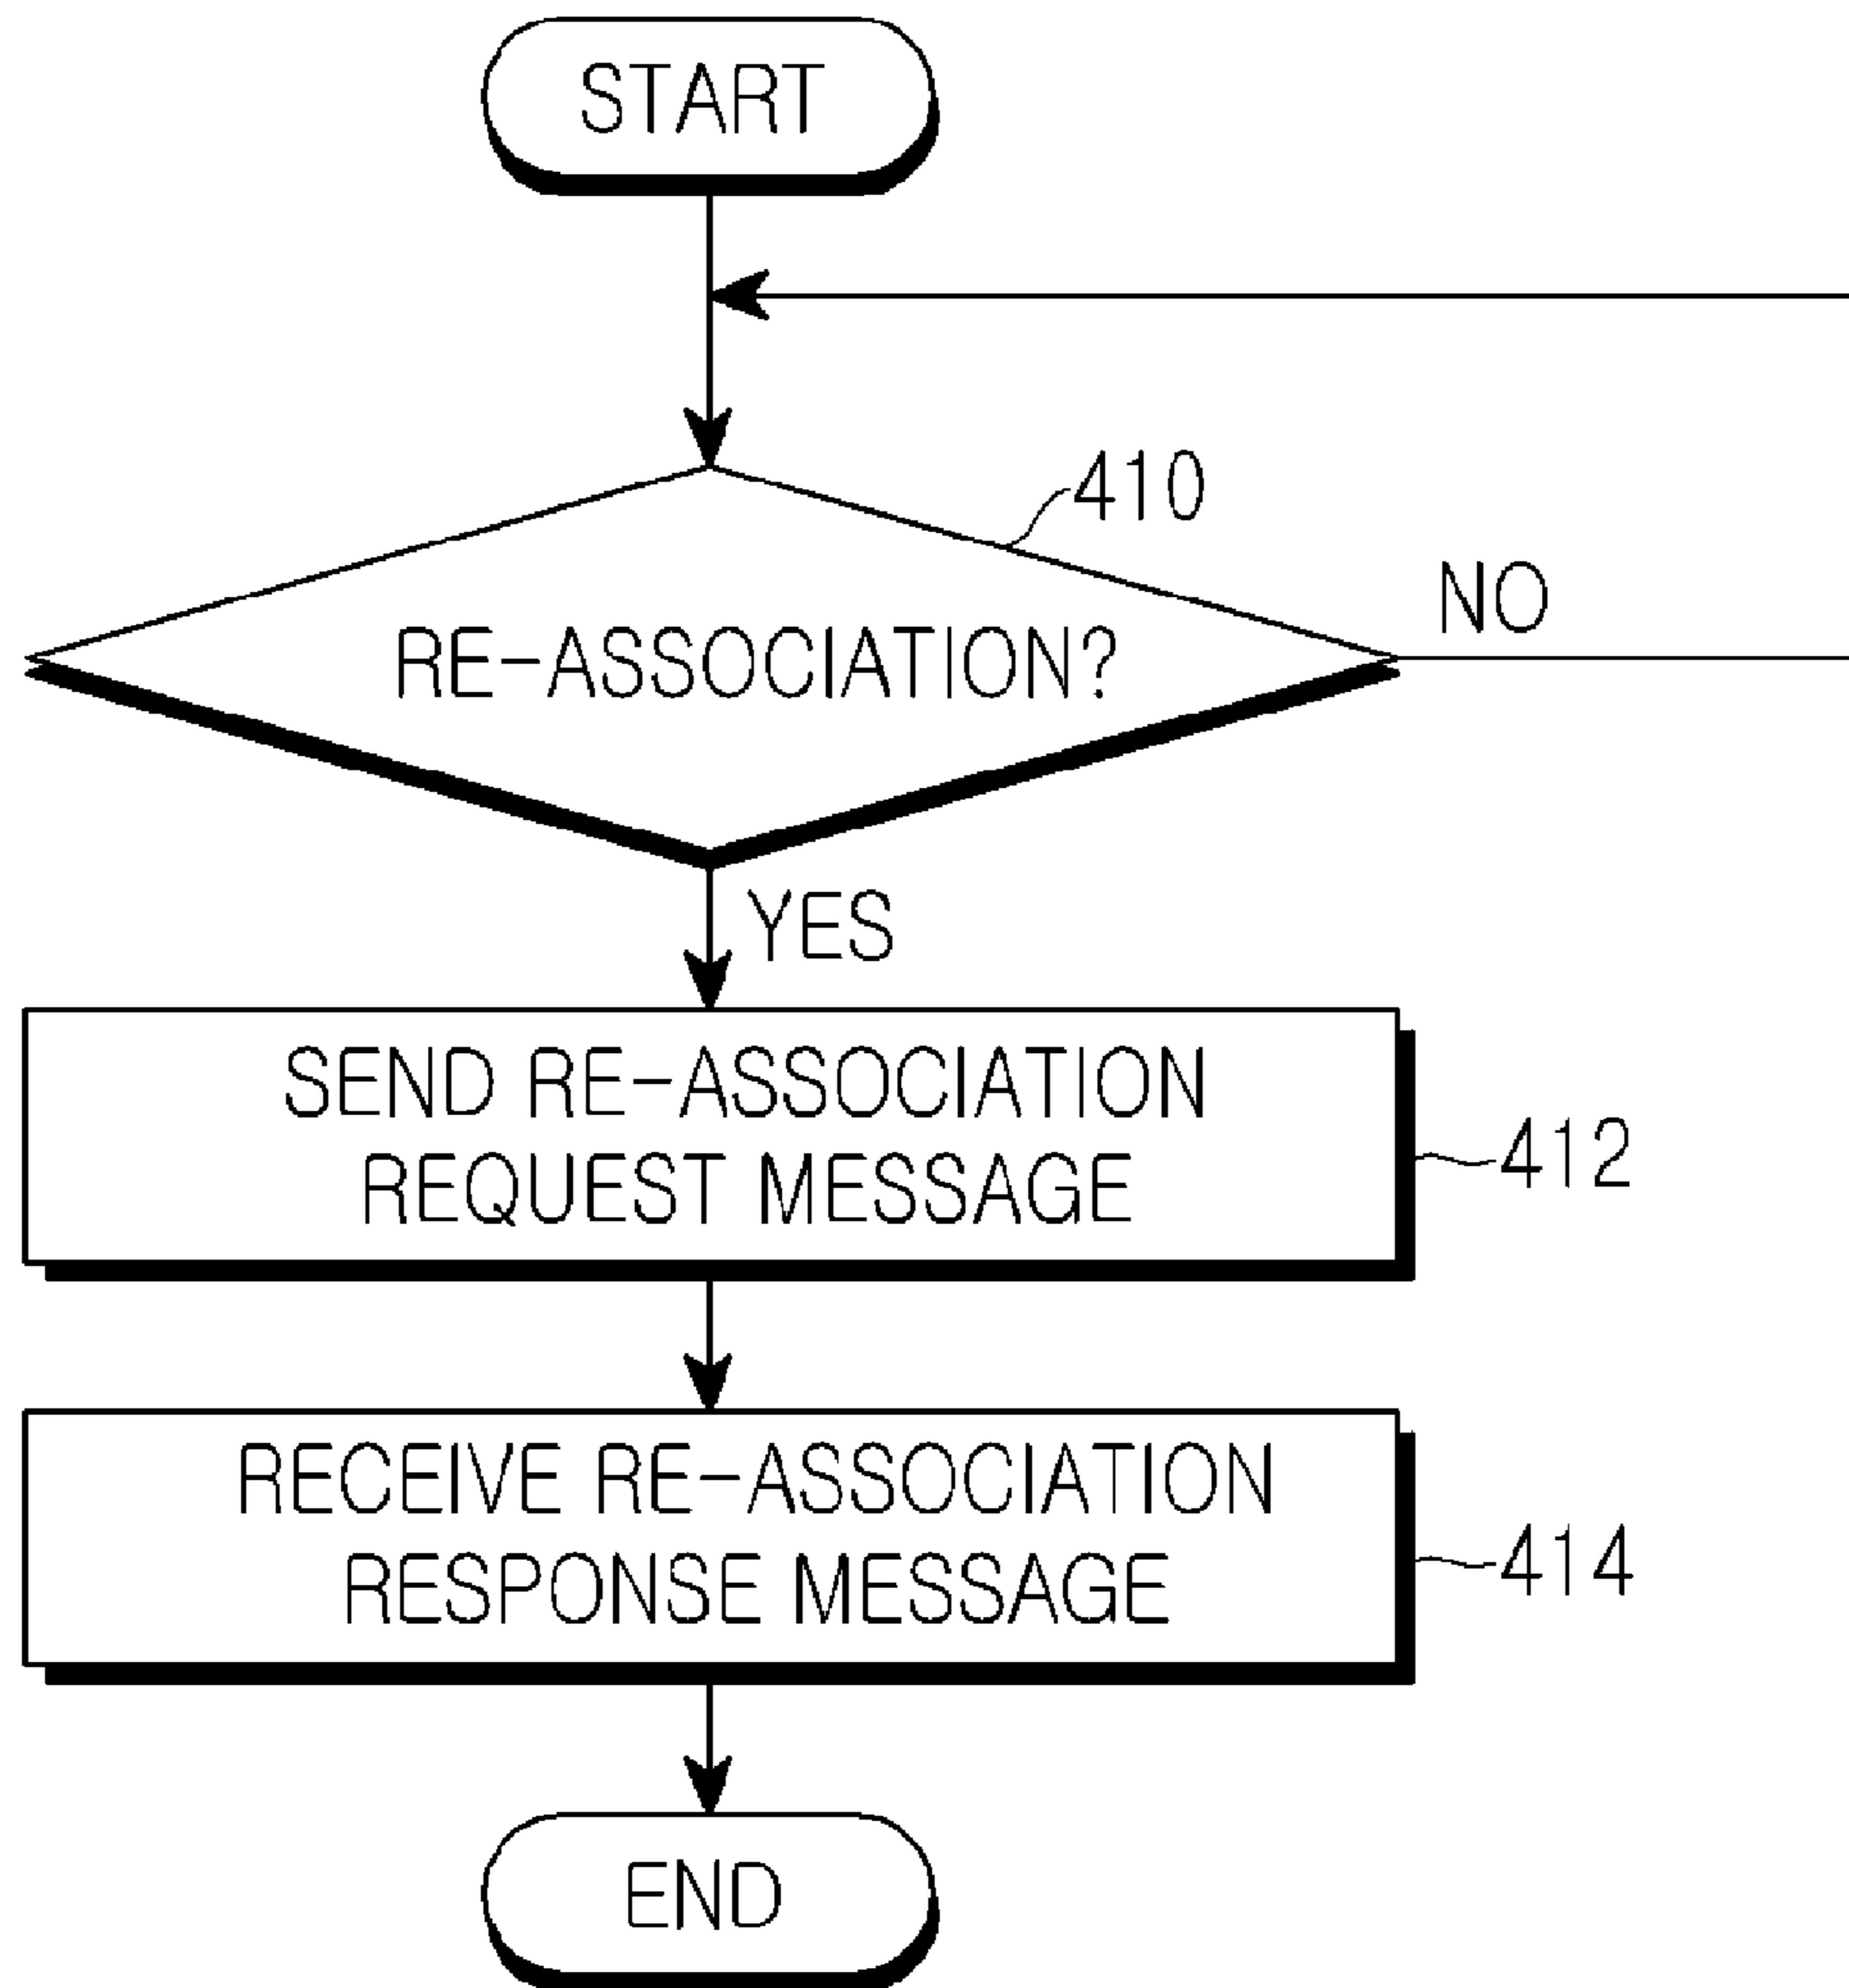 START
410
NO
RE-ASSOCIATION?
YES
SEND RE-ASSOCIATION
REQUEST MESSAGE
412
RECEIVE RE-ASSOCIATION
RESPONSE MESSAGE
414
END